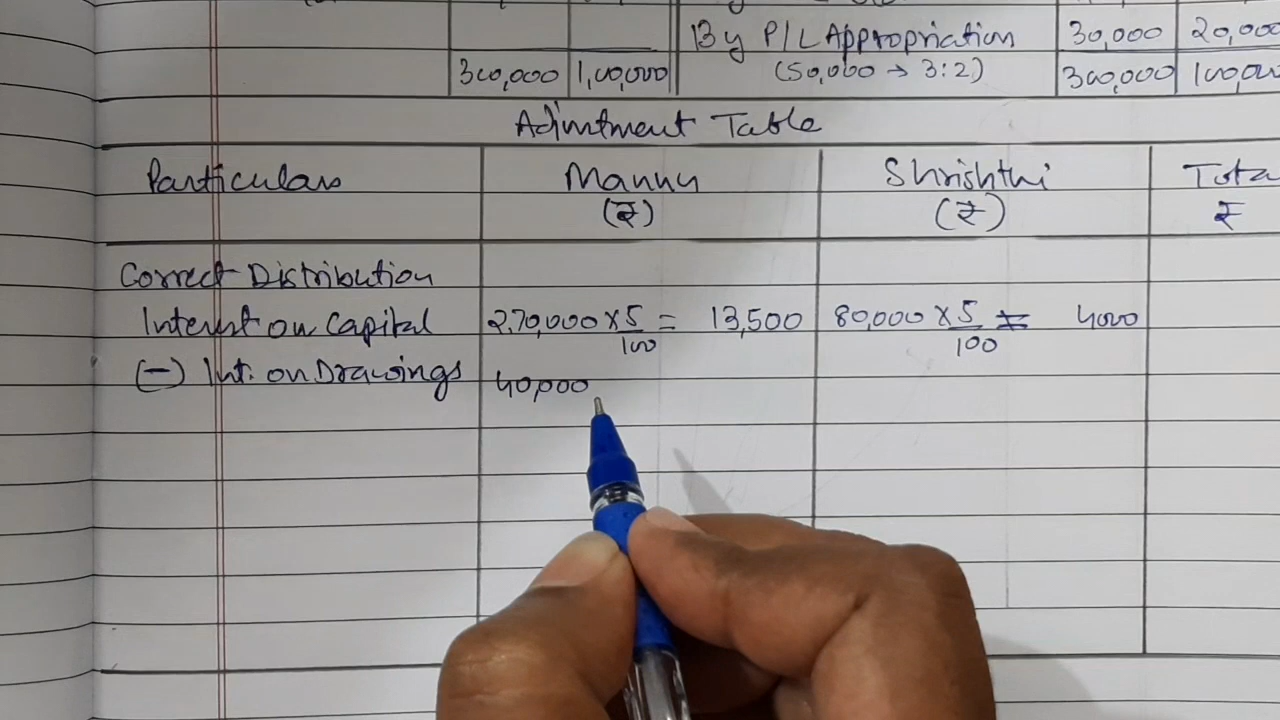 By P/L Appropriation 30,000 20,000
300,000 1,00,000 (50,000 → 3:2) 300,000 100,000
Adjustment Table
Particulars Mannu Shrishthi Tota
(₹) (₹) ₹
Correct Distribution
Interest on Capital 2,70,000 × 5/100 = 13,500 80,000 × 5/100 = 4000
(-) Int. on Drawings 40,000